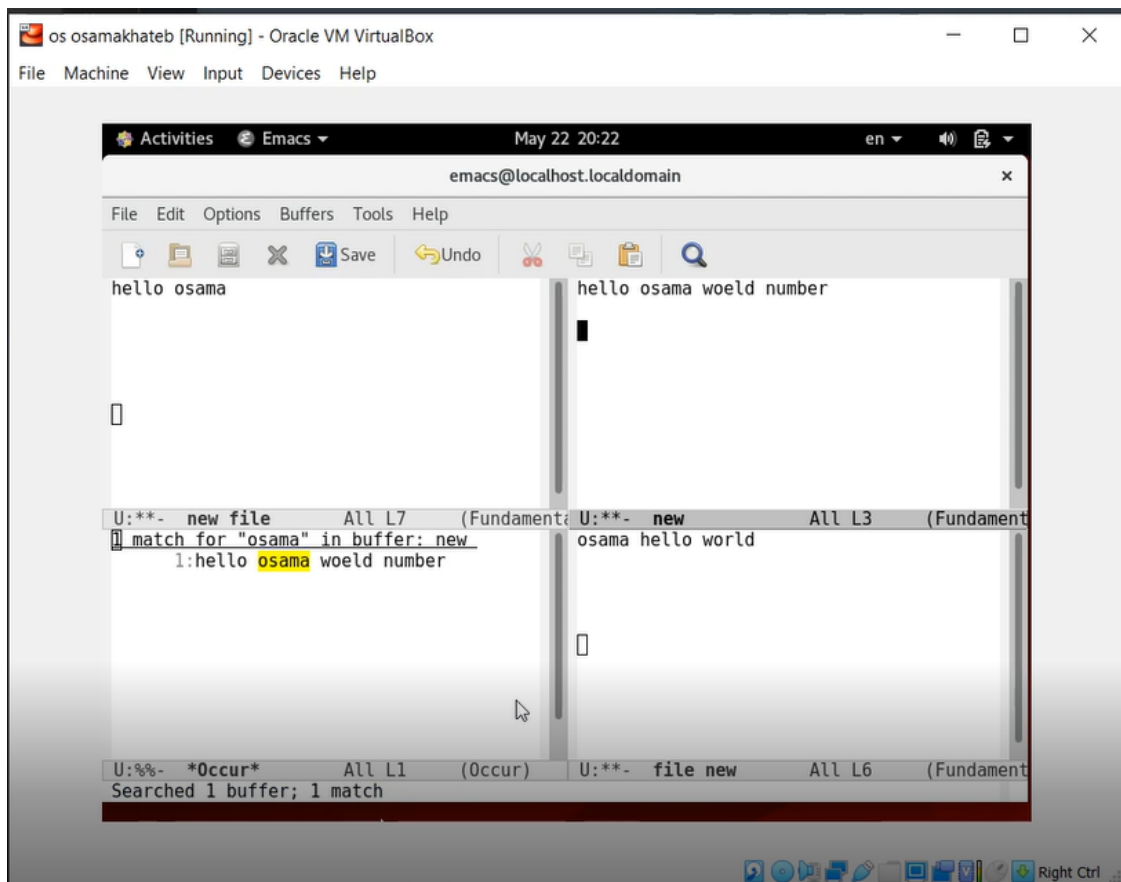 os osamakhateb [Running] - Oracle VM VirtualBox
File Machine View Input Devices Help
Activities Emacs May 22 20:22 en
emacs@localhost.localdomain
File Edit Options Buffers Tools Help
Save Undo
hello osama
U:**- new file All L7 (Fundamenta
hello osama woeld number
U:**- new All L3 (Fundament
1 match for "osama" in buffer: new
1:hello osama woeld number
U:%%- *Occur* All L1 (Occur)
osama hello world
U:**- file new All L6 (Fundament
Searched 1 buffer; 1 match
Right Ctrl